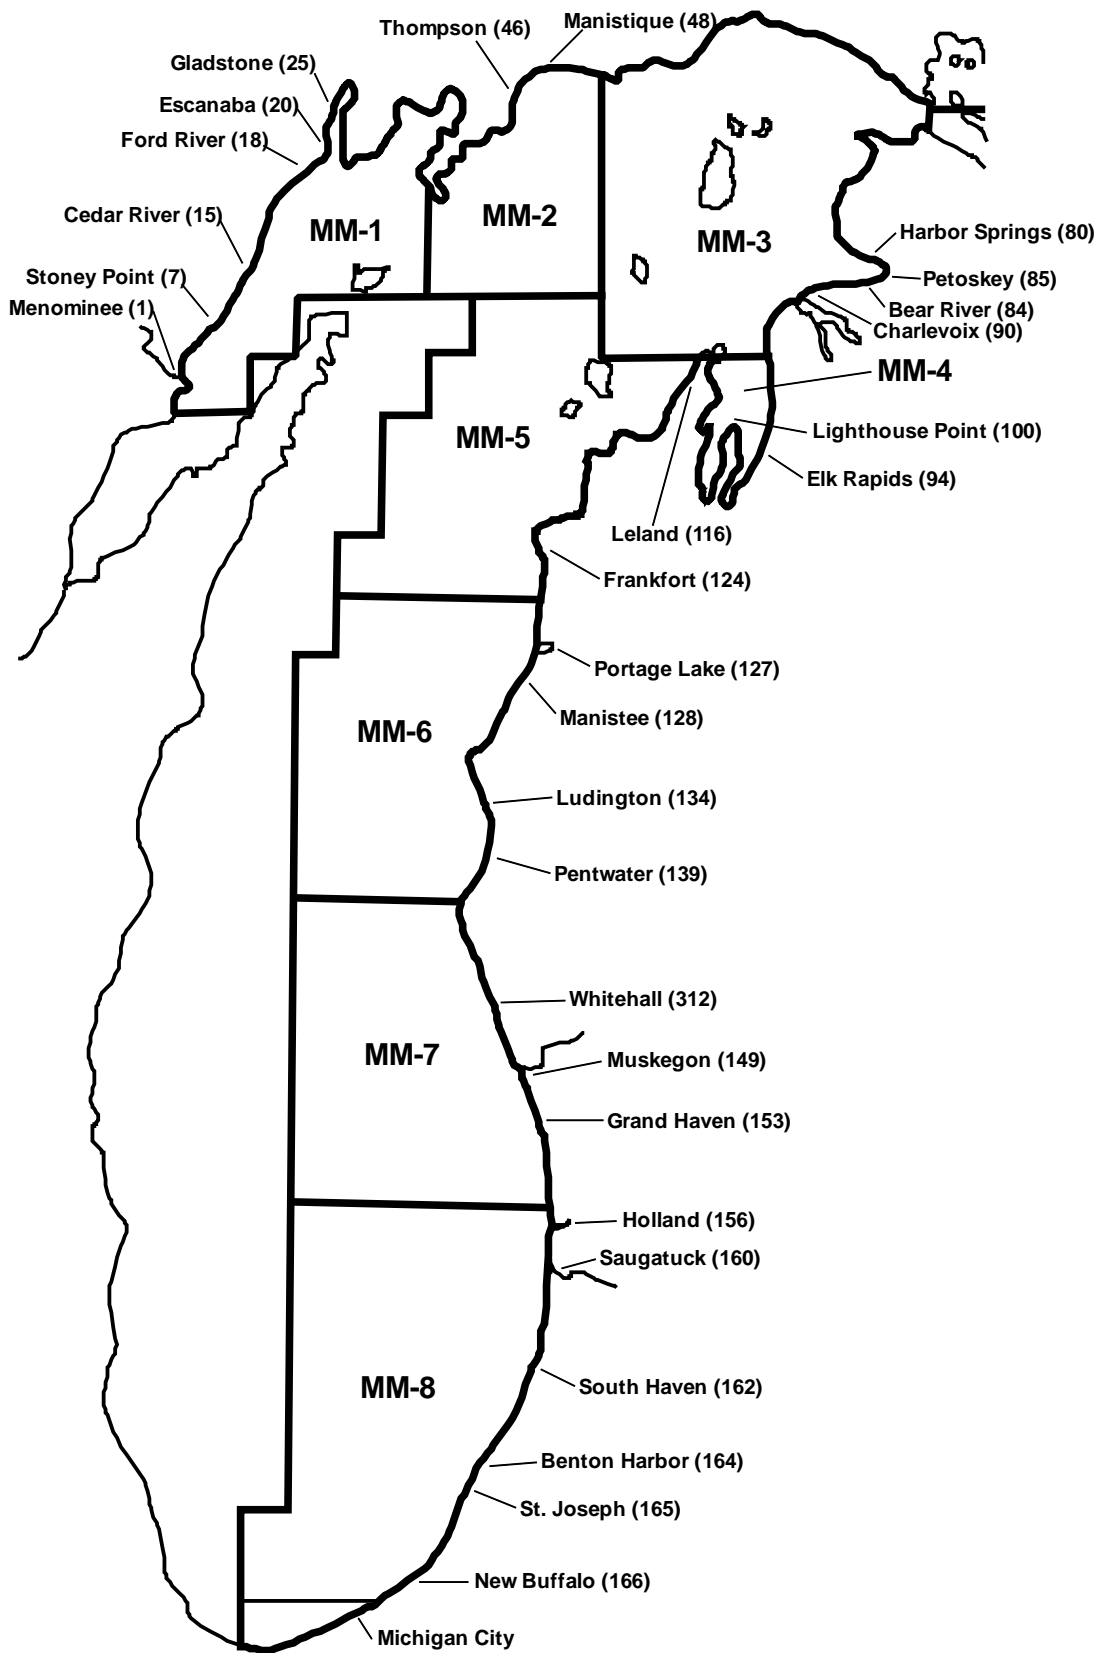 Manistique (48)
Thompson (46)
Gladstone (25)
Escanaba (20)
Ford River (18)
Cedar River (15)
MM-1
MM-2
MM-3
Harbor Springs (80)
Stoney Point (7)
Petoskey (85)
Menominee (1)
Bear River (84)
Charlevoix (90)
MM-4
MM-5
Lighthouse Point (100)
Elk Rapids (94)
Leland (116)
Frankfort (124)
Portage Lake (127)
Manistee (128)
MM-6
Ludington (134)
Pentwater (139)
Whitehall (312)
MM-7
Muskegon (149)
Grand Haven (153)
Holland (156)
Saugatuck (160)
MM-8
South Haven (162)
Benton Harbor (164)
St. Joseph (165)
New Buffalo (166)
Michigan City